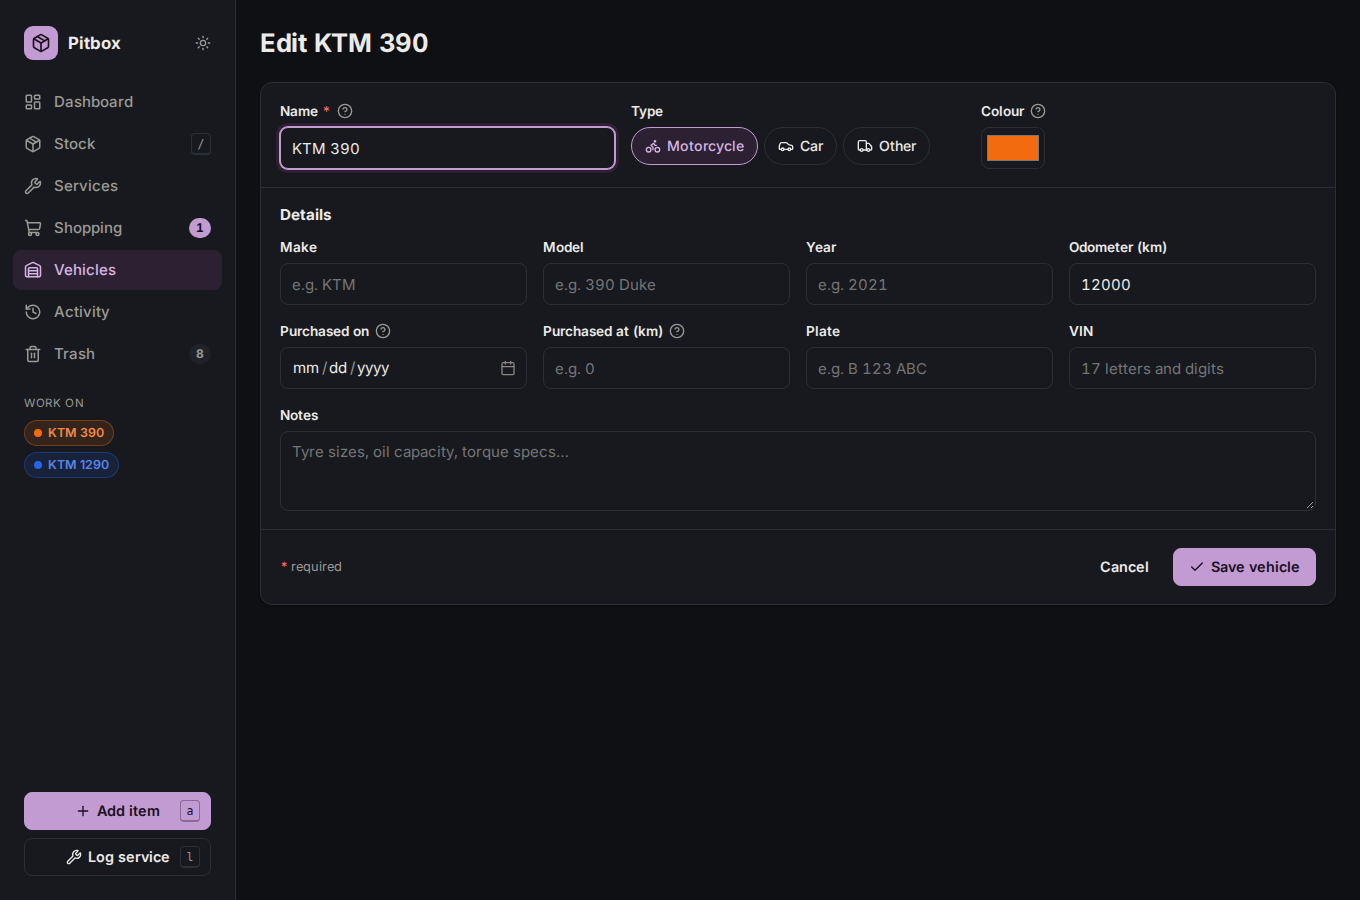 Pitbox
Dashboard
Stock /
Services
Shopping 1
Vehicles
Activity
Trash 8
WORK ON
KTM 390
KTM 1290
Add item a
Log service l
Edit KTM 390
Name * Type Colour
KTM 390 Motorcycle Car Other
Details
Make Model Year Odometer (km)
e.g. KTM e.g. 390 Duke e.g. 2021 12000
Purchased on Purchased at (km) Plate VIN
mm/dd/yyyy e.g. 0 e.g. B 123 ABC 17 letters and digits
Notes
Tyre sizes, oil capacity, torque specs...
* required Cancel Save vehicle